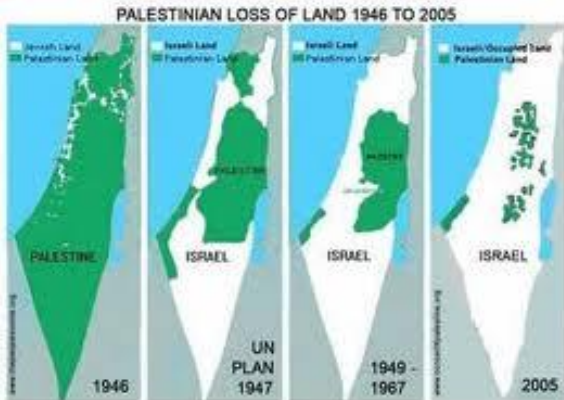 PALESTINIAN LOSS OF LAND 1946 TO 2005
Jewish Land
Palestinian Land
PALESTINE
1946
Israeli Land
Palestinian Land
PALESTINE
ISRAEL
UN
PLAN
1947
Israeli Land
Palestinian Land
ISRAEL
1949 -
1967
Israeli/Occupied Land
Palestinian Land
ISRAEL
2005